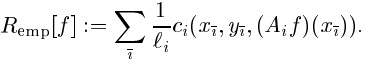 R_emp[f] := ∑_ī 1/ℓ_i c_i(x_ī, y_ī, (A_i f)(x_ī)).